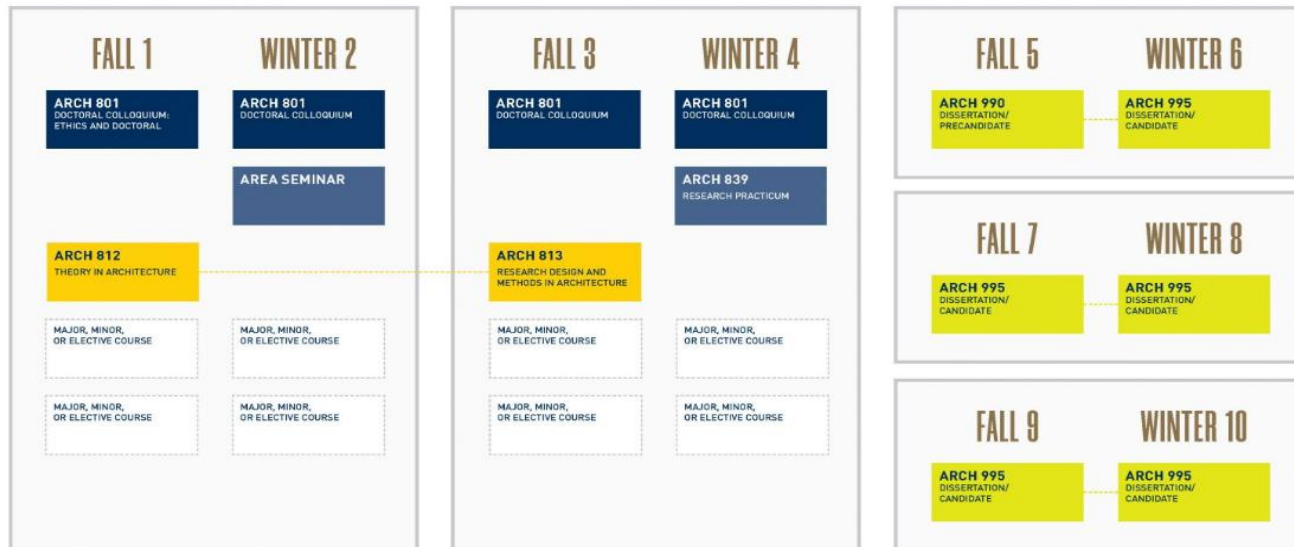 FALL 1
WINTER 2
ARCH 801
DOCTORAL COLLOQUIUM:
ETHICS AND DOCTORAL
ARCH 801
DOCTORAL COLLOQUIUM
AREA SEMINAR
ARCH 812
THEORY IN ARCHITECTURE
MAJOR, MINOR,
OR ELECTIVE COURSE
MAJOR, MINOR,
OR ELECTIVE COURSE
MAJOR, MINOR,
OR ELECTIVE COURSE
MAJOR, MINOR,
OR ELECTIVE COURSE
FALL 3
WINTER 4
ARCH 801
DOCTORAL COLLOQUIUM
ARCH 801
DOCTORAL COLLOQUIUM
ARCH 839
RESEARCH PRACTICUM
ARCH 813
RESEARCH DESIGN AND
METHODS IN ARCHITECTURE
MAJOR, MINOR,
OR ELECTIVE COURSE
MAJOR, MINOR,
OR ELECTIVE COURSE
MAJOR, MINOR,
OR ELECTIVE COURSE
MAJOR, MINOR,
OR ELECTIVE COURSE
FALL 5
WINTER 6
ARCH 990
DISSERTATION/
PRECANDIDATE
ARCH 995
DISSERTATION/
CANDIDATE
FALL 7
WINTER 8
ARCH 995
DISSERTATION/
CANDIDATE
ARCH 995
DISSERTATION/
CANDIDATE
FALL 9
WINTER 10
ARCH 995
DISSERTATION/
CANDIDATE
ARCH 995
DISSERTATION/
CANDIDATE